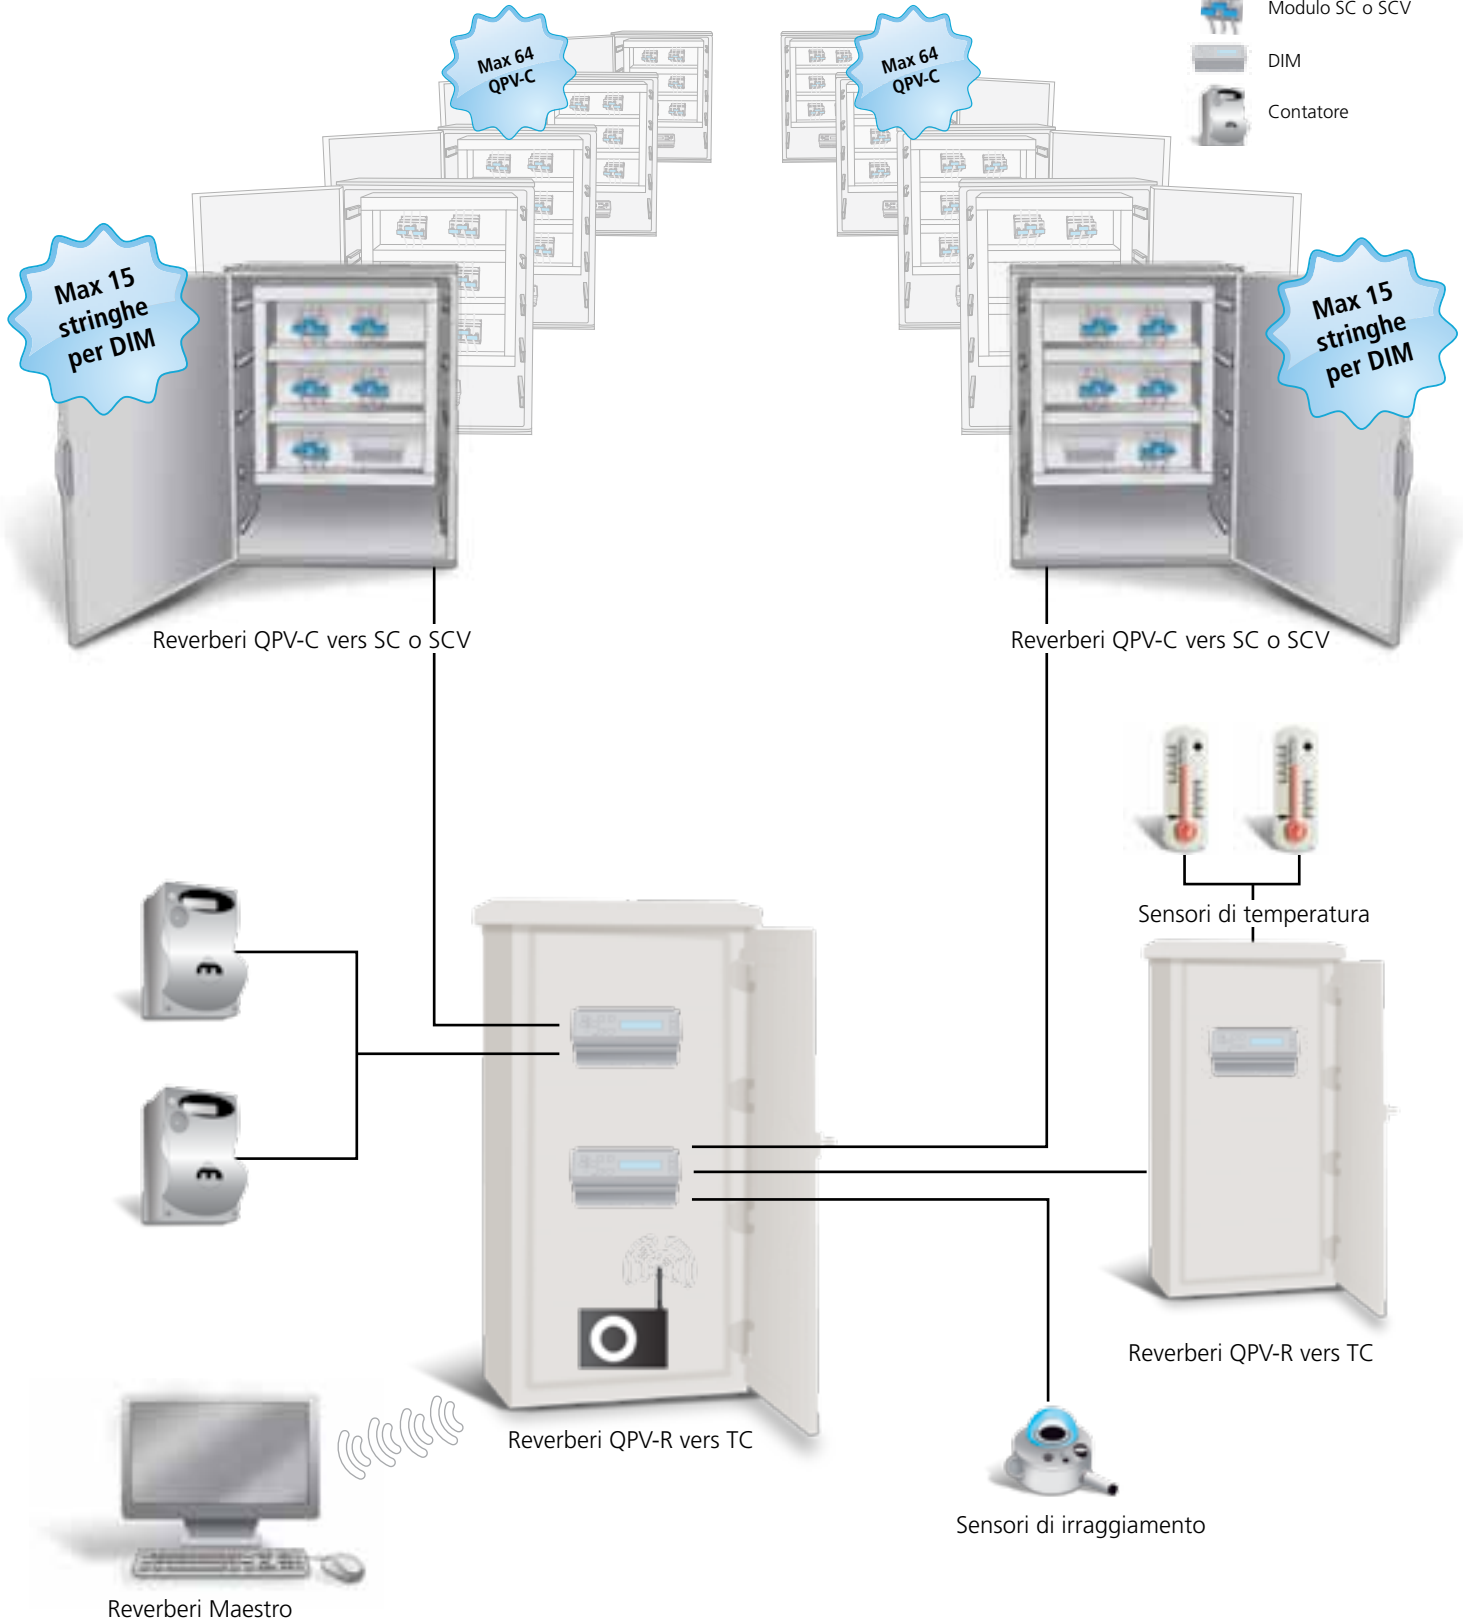 Modulo SC o SCV
DIM
Contatore
Max 64
QPV-C
Max 64
QPV-C
Max 15
stringhe
per DIM
Max 15
stringhe
per DIM
Reverberi QPV-C vers SC o SCV
Reverberi QPV-C vers SC o SCV
Sensori di temperatura
Reverberi QPV-R vers TC
Reverberi QPV-R vers TC
Sensori di irraggiamento
Reverberi Maestro